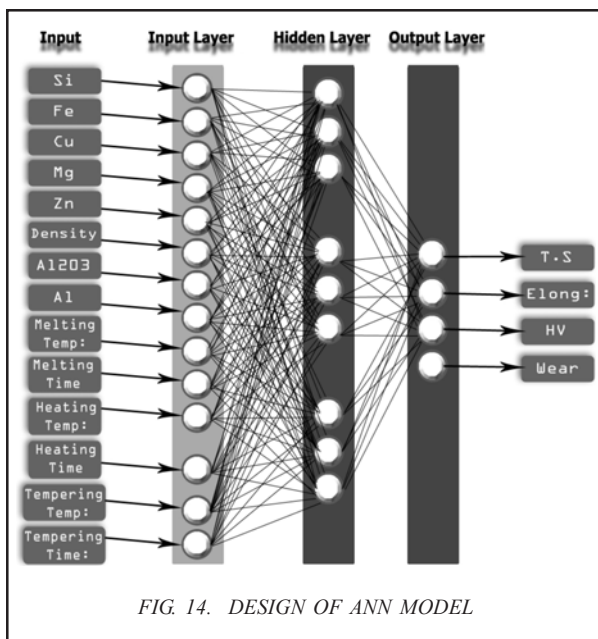 Input Input Layer Hidden Layer Output Layer
Si
Fe
Cu
Mg
Zn
Density
Al2O3
Al
Melting
Temp:
Melting
Time
Heating
Temp:
Heating
Time
Tempering
Temp:
Tempering
Time:
T.S
Elong:
HV
Wear
FIG. 14. DESIGN OF ANN MODEL